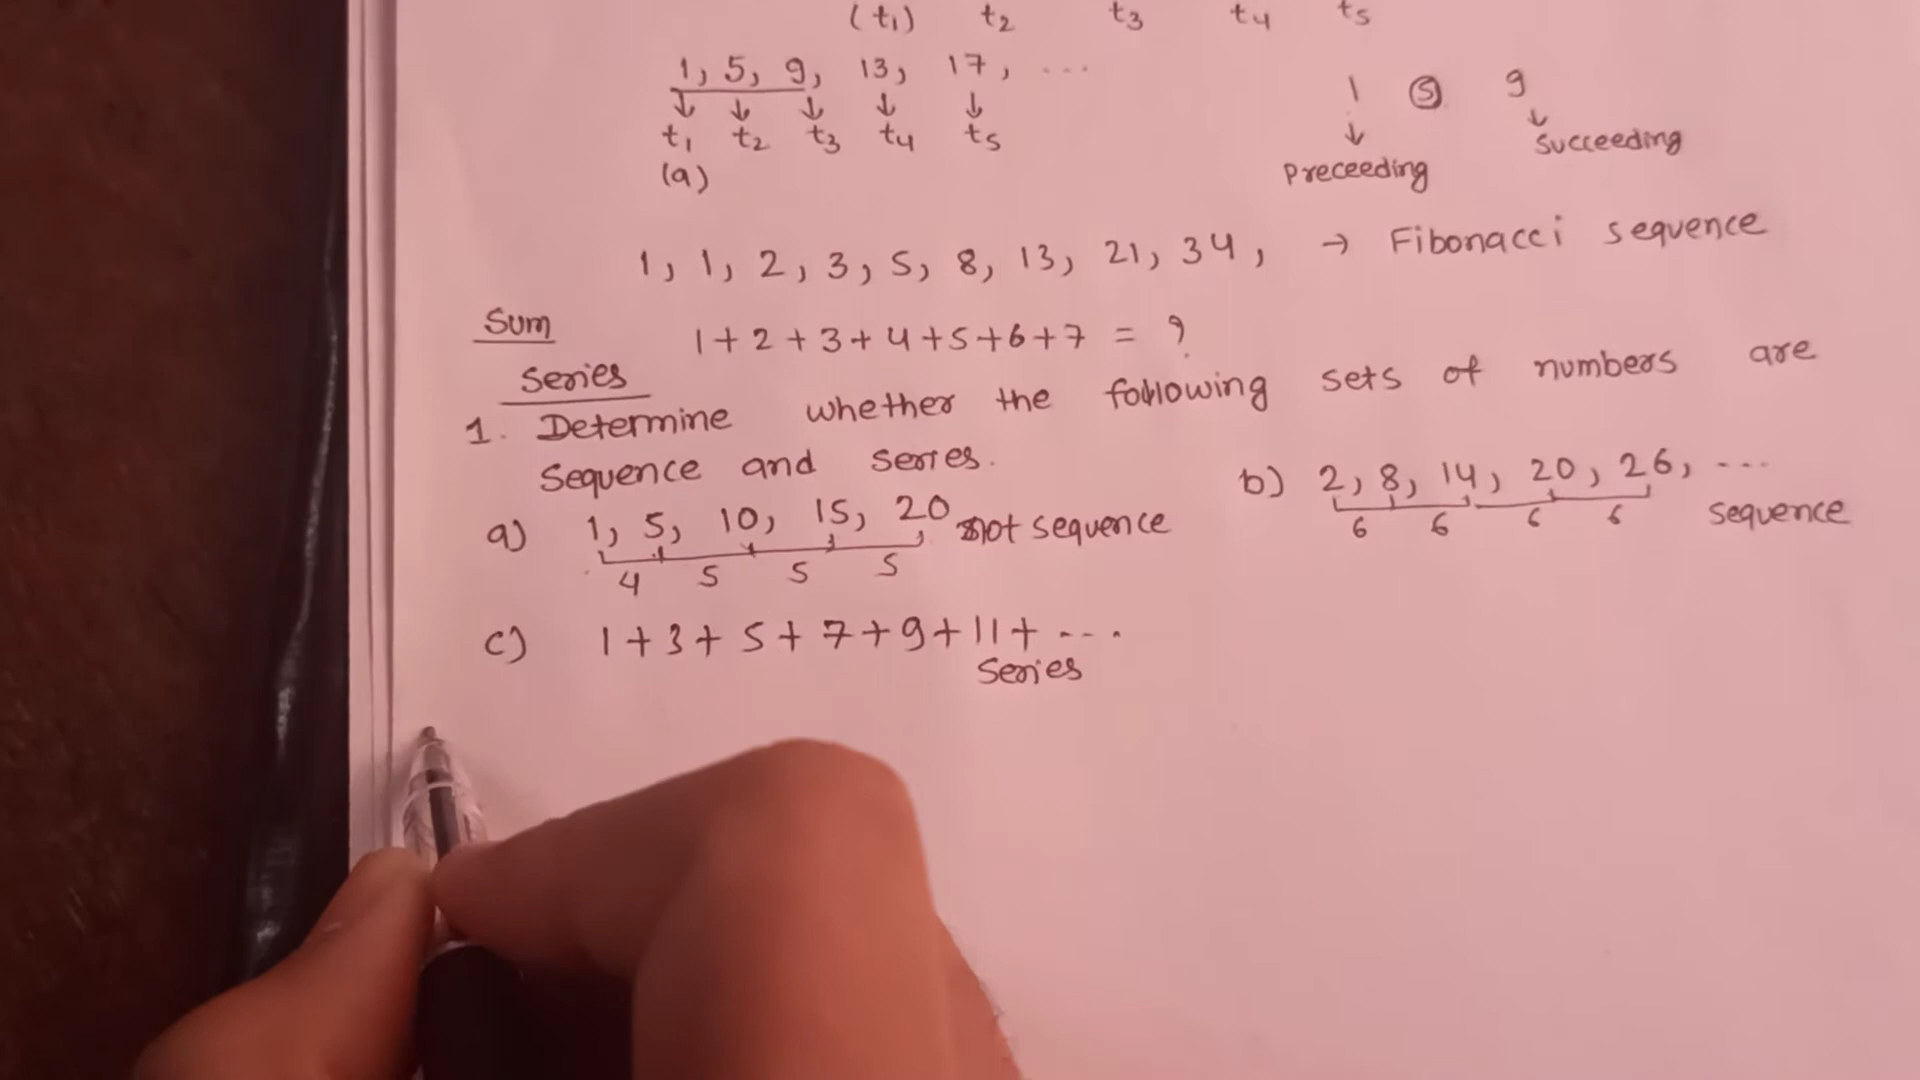 (t1) t2 t3 t4 t5
1, 5, 9, 13, 17, ...
↓ ↓ ↓ ↓ ↓
t1 t2 t3 t4 t5
(a)
1 5 9
↓ ↓
Preceeding Succeeding
1, 1, 2, 3, 5, 8, 13, 21, 34, → Fibonacci sequence
Sum
1+2+3+4+5+6+7 = ?
Series
1. Determine whether the following sets of numbers are
Sequence and series.
a) 1, 5, 10, 15, 20 not sequence
4 5 5 5
b) 2, 8, 14, 20, 26, ...
6 6 6 6 sequence
c) 1+3+5+7+9+11+ ....
Series